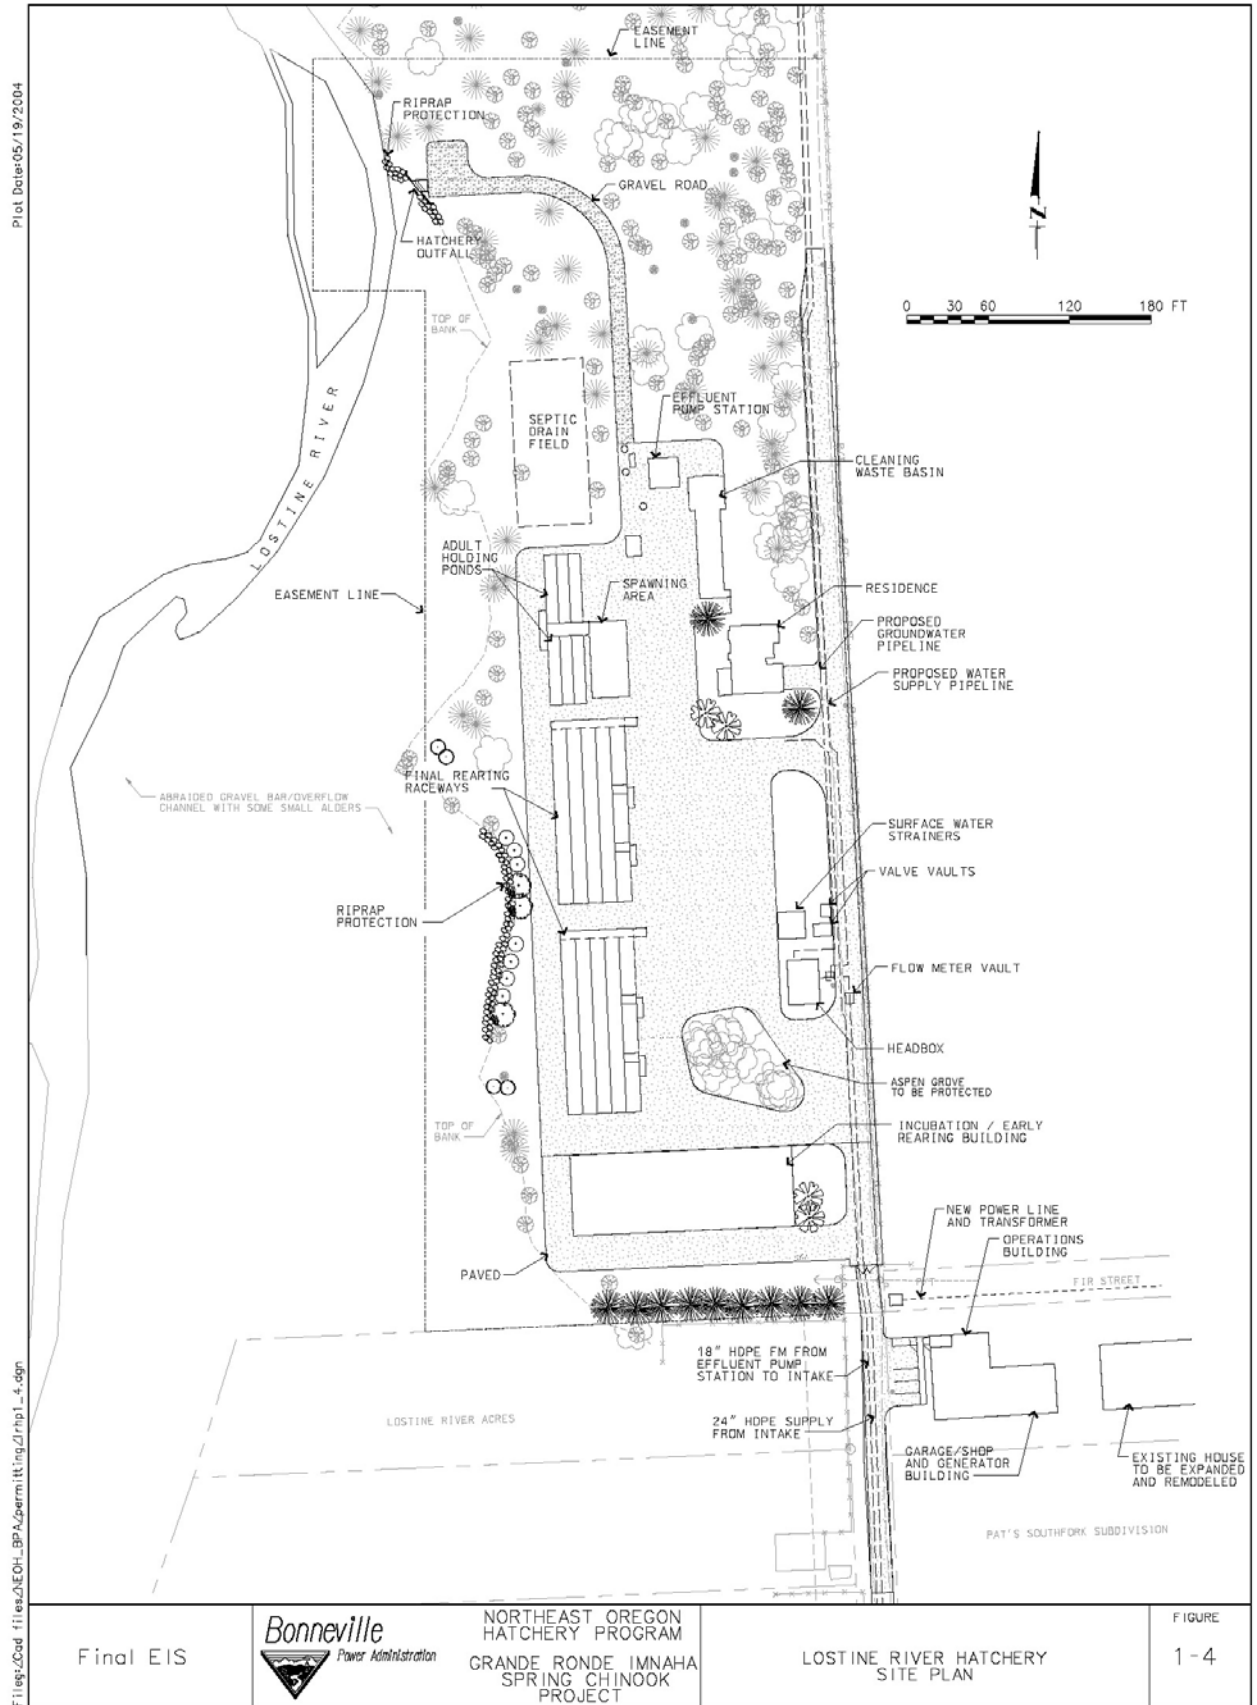 Plot Date:05/19/2004
EASEMENT
LINE
RIPRAP
PROTECTION
GRAVEL ROAD
HATCHERY
OUTFALL
N
0 30 60 120 180 FT
TOP OF
BANK
LOSTINE RIVER
SEPTIC
DRAIN
FIELD
EFFLUENT
PUMP STATION
CLEANING
WASTE BASIN
ADULT
HOLDING
PONDS
SPAWNING
AREA
RESIDENCE
EASEMENT LINE
PROPOSED
GROUNDWATER
PIPELINE
PROPOSED WATER
SUPPLY PIPELINE
FINAL REARING
RACEWAYS
ABRAIDED GRAVEL BAR/OVERFLOW
CHANNEL WITH SOME SMALL ALDERS
SURFACE WATER
STRAINERS
VALVE VAULTS
RIPRAP
PROTECTION
FLOW METER VAULT
HEADBOX
ASPEN GROVE
TO BE PROTECTED
TOP OF
BANK
INCUBATION / EARLY
REARING BUILDING
NEW POWER LINE
AND TRANSFORMER
OPERATIONS
BUILDING
PAVED
FIR STREET
18" HDPE FM FROM
EFFLUENT PUMP
STATION TO INTAKE
24" HDPE SUPPLY
FROM INTAKE
LOSTINE RIVER ACRES
GARAGE/SHOP
AND GENERATOR
BUILDING
EXISTING HOUSE
TO BE EXPANDED
AND REMODELED
PAT'S SOUTHFORK SUBDIVISION
Files:/Cad files/NEOH_BPA/permitting/lrhp1_4.dgn
Final EIS
Bonneville
Power Administration
NORTHEAST OREGON
HATCHERY PROGRAM
GRANDE RONDE IMNAHA
SPRING CHINOOK
PROJECT
LOSTINE RIVER HATCHERY
SITE PLAN
FIGURE
1-4